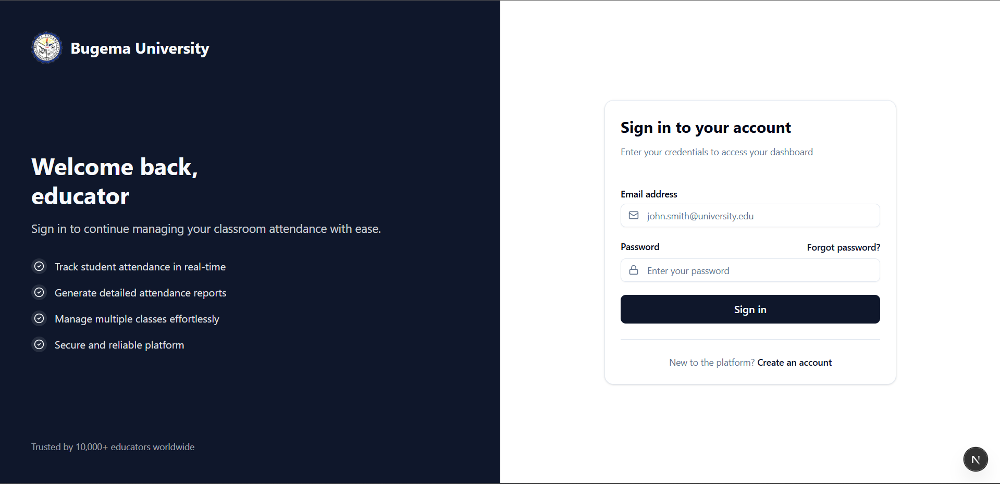 Bugema University
Welcome back,
educator
Sign in to continue managing your classroom attendance with ease.
Track student attendance in real-time
Generate detailed attendance reports
Manage multiple classes effortlessly
Secure and reliable platform
Trusted by 10,000+ educators worldwide
Sign in to your account
Enter your credentials to access your dashboard
Email address
john.smith@university.edu
Password Forgot password?
Enter your password
Sign in
New to the platform? Create an account
N